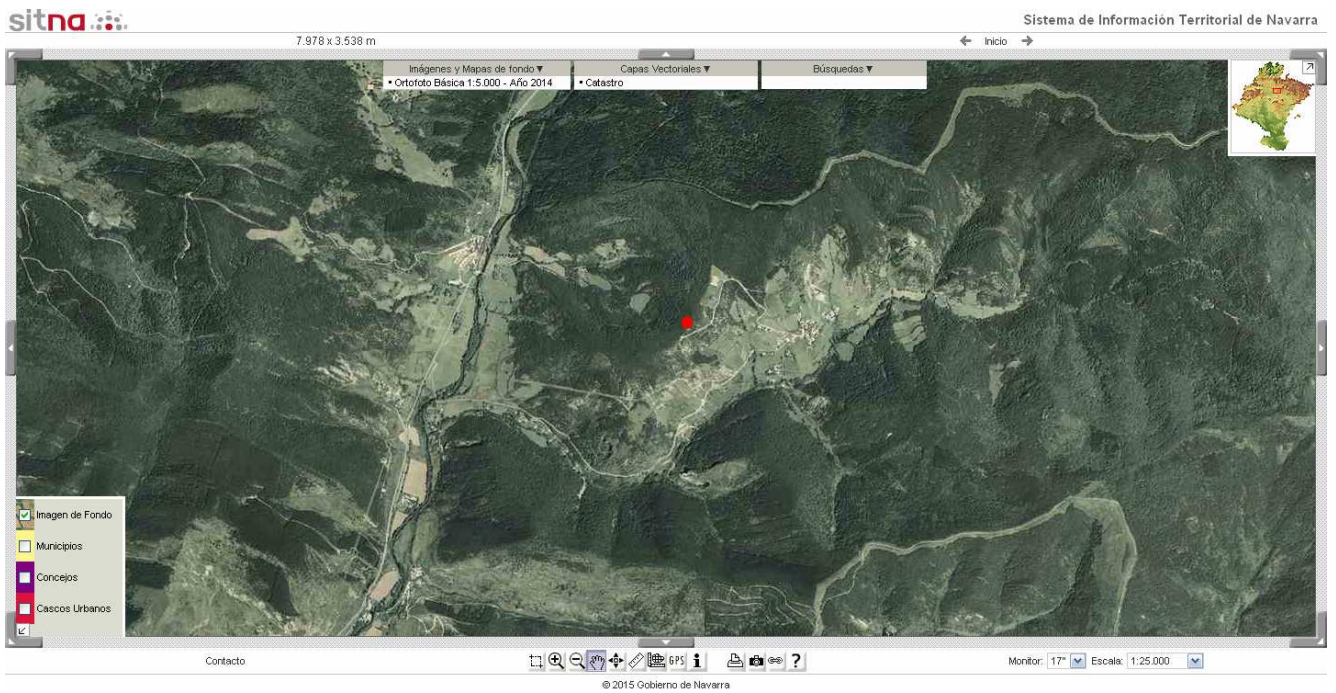 sitna
Sistema de Información Territorial de Navarra
7.978 x 3.538 m
Inicio
Imágenes y Mapas de fondo ▼
Capas Vectoriales ▼
Búsquedas ▼
• Ortofoto Básica 1:5.000 - Año 2014
• Catastro
Imagen de Fondo
Municipios
Concejos
Cascos Urbanos
Contacto
GPS
i
?
Monitor: 17"
Escala: 1:25.000
© 2015 Gobierno de Navarra